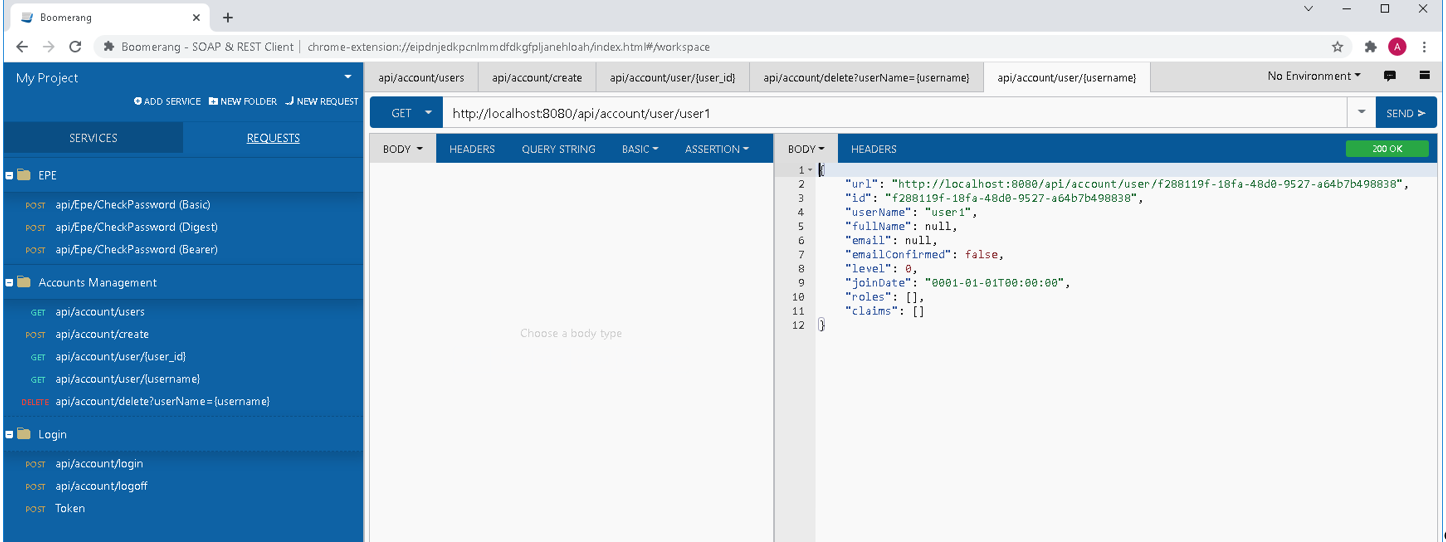 Boomerang
Boomerang - SOAP & REST Client | chrome-extension://eipdnjedkpcnlmmdfdkgfpljanehloah/index.html#/workspace
A
My Project
ADD SERVICE NEW FOLDER NEW REQUEST
SERVICES REQUESTS
EPE
POST api/Epe/CheckPassword (Basic)
POST api/Epe/CheckPassword (Digest)
POST api/Epe/CheckPassword (Bearer)
Accounts Management
GET api/account/users
POST api/account/create
GET api/account/user/{user_id}
GET api/account/user/{username}
DELETE api/account/delete?userName={username}
Login
POST api/account/login
POST api/account/logoff
POST Token
api/account/users api/account/create api/account/user/{user_id} api/account/delete?userName={username} api/account/user/{username} No Environment
GET http://localhost:8080/api/account/user/user1 SEND
BODY HEADERS QUERY STRING BASIC ASSERTION
Choose a body type
BODY HEADERS 200 OK
1 {
2 "url": "http://localhost:8080/api/account/user/f288119f-18fa-48d0-9527-a64b7b498838",
3 "id": "f288119f-18fa-48d0-9527-a64b7b498838",
4 "userName": "user1",
5 "fullName": null,
6 "email": null,
7 "emailConfirmed": false,
8 "level": 0,
9 "joinDate": "0001-01-01T00:00:00",
10 "roles": [],
11 "claims": []
12 }